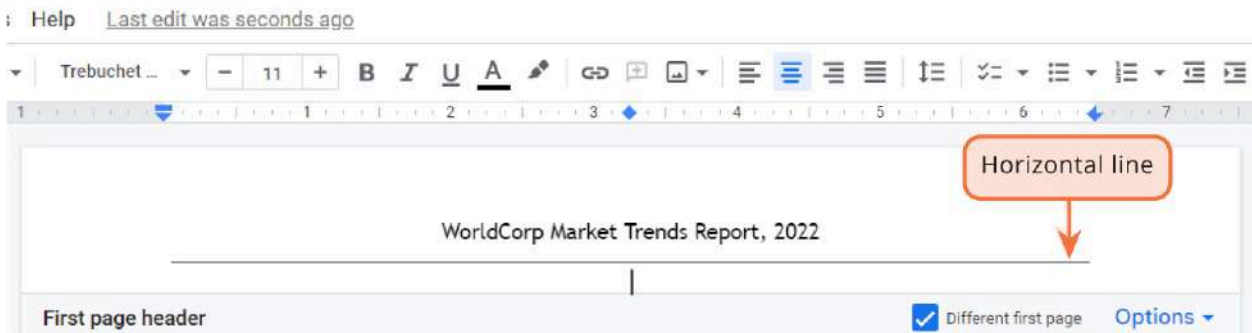 Help Last edit was seconds ago
Trebuchet ... - 11 + B I U A
1 1 2 3 4 5 6 7
Horizontal line
WorldCorp Market Trends Report, 2022
First page header Different first page Options